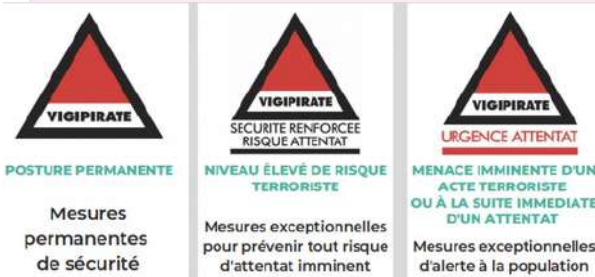 VIGIPIRATE
POSTURE PERMANENTE
Mesures
permanentes
de sécurité
VIGIPIRATE
SECURITE RENFORCEE
RISQUE ATTENTAT
NIVEAU ÉLEVÉ DE RISQUE
TERRORISTE
Mesures exceptionnelles
pour prévenir tout risque
d'attentat imminent
VIGIPIRATE
URGENCE ATTENTAT
MENACE IMMINENTE D'UN
ACTE TERRORISTE
OU À LA SUITE IMMEDIATE
D'UN ATTENTAT
Mesures exceptionnelles
d'alerte à la population